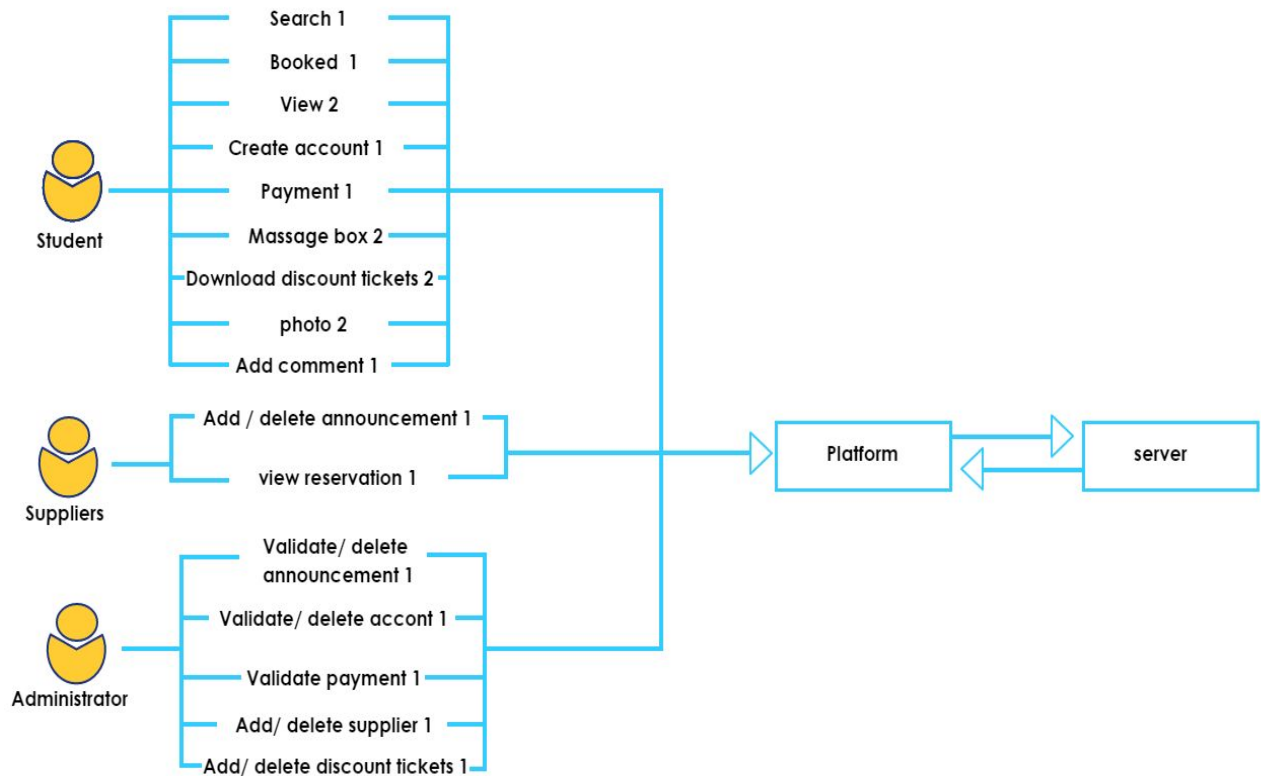 Search 1
Booked 1
View 2
Create account 1
Payment 1
Massage box 2
Download discount tickets 2
photo 2
Add comment 1
Student
Add / delete announcement 1
view reservation 1
Suppliers
Platform
server
Validate/ delete
announcement 1
Validate/ delete accont 1
Validate payment 1
Add/ delete supplier 1
Add/ delete discount tickets 1
Administrator